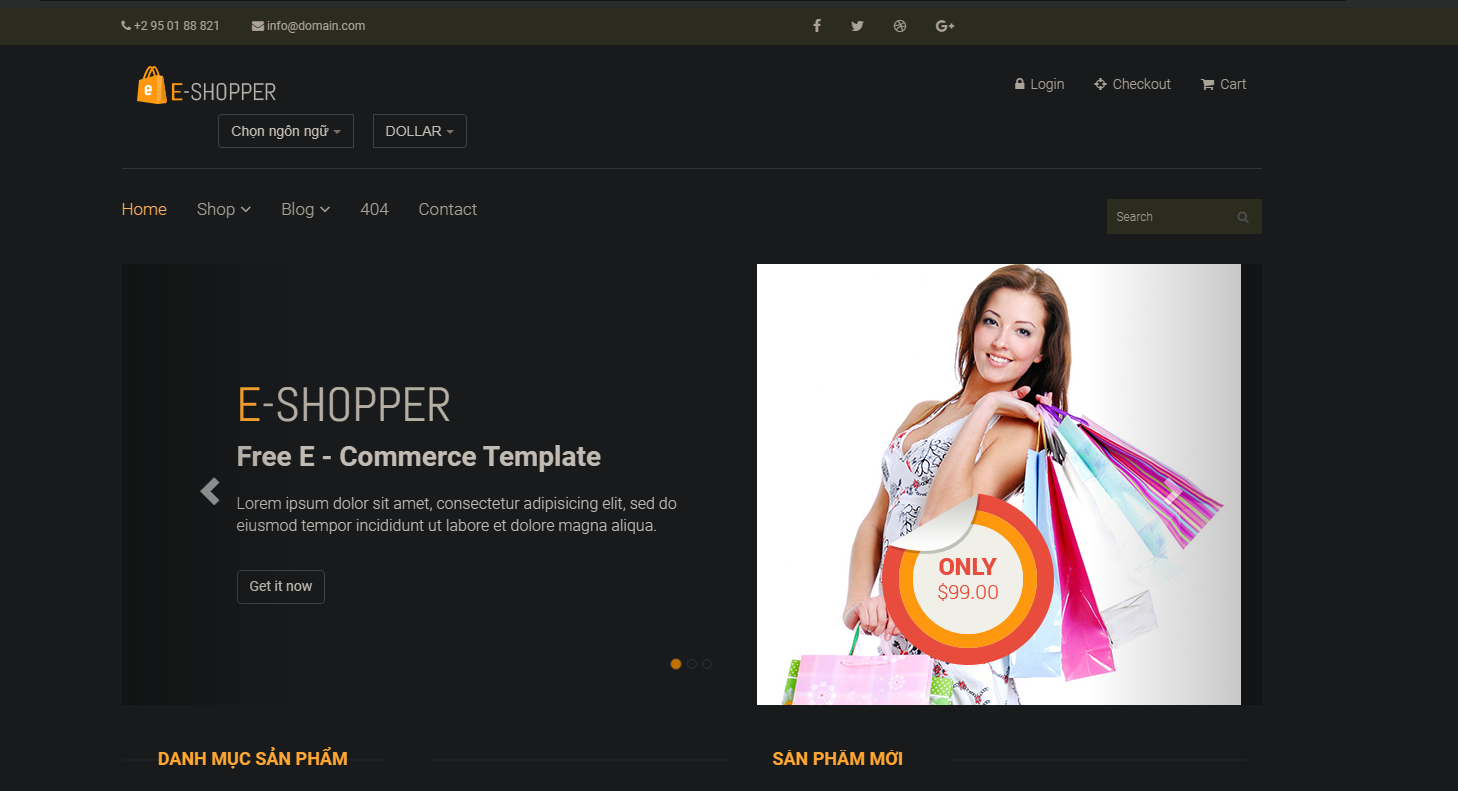 +2 95 01 88 821
info@domain.com
E-SHOPPER
Login
Checkout
Cart
Chọn ngôn ngữ
DOLLAR
Home
Shop
Blog
404
Contact
Search
E-SHOPPER
Free E - Commerce Template
Lorem ipsum dolor sit amet, consectetur adipisicing elit, sed do
eiusmod tempor incididunt ut labore et dolore magna aliqua.
Get it now
ONLY
$99.00
DANH MỤC SẢN PHẨM
SẢN PHẨM MỚI